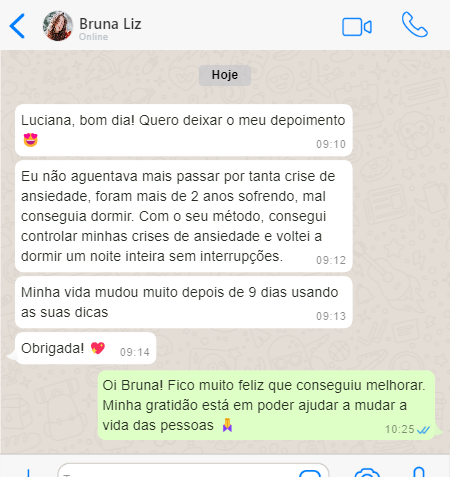 Bruna Liz
Online
Hoje
Luciana, bom dia! Quero deixar o meu depoimento
😍
09:10
Eu não aguentava mais passar por tanta crise de
ansiedade, foram mais de 2 anos sofrendo, mal
conseguia dormir. Com o seu método, consegui
controlar minhas crises de ansiedade e voltei a
dormir um noite inteira sem interrupções.
09:12
Minha vida mudou muito depois de 9 dias usando
as suas dicas
09:13
Obrigada! 💖
09:14
Oi Bruna! Fico muito feliz que conseguiu melhorar.
Minha gratidão está em poder ajudar a mudar a
vida das pessoas 🙏
10:25